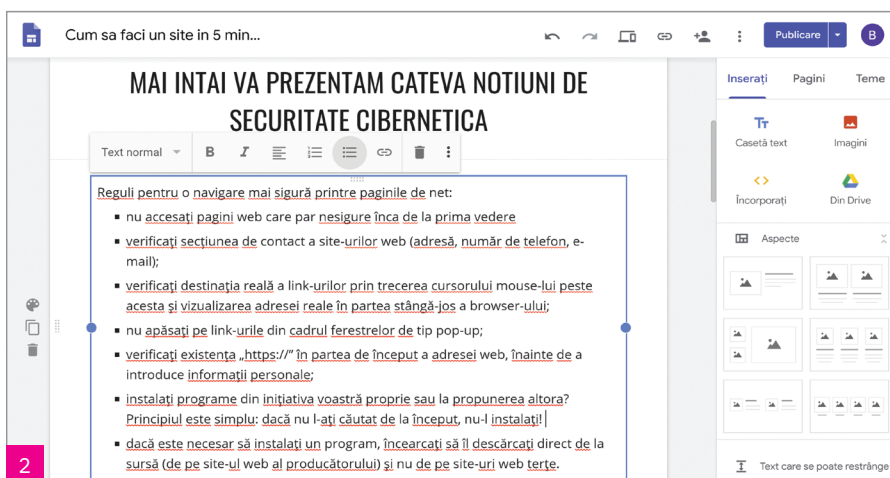 Cum sa faci un site in 5 min...
Publicare
B
MAI INTAI VA PREZENTAM CATEVA NOTIUNI DE
SECURITATE CIBERNETICA
Text normal
B
I
Reguli pentru o navigare mai sigură printre paginile de net:
nu accesați pagini web care par nesigure înca de la prima vedere
verificați secțiunea de contact a site-urilor web (adresă, număr de telefon, e-
mail);
verificați destinația reală a link-urilor prin trecerea cursorului mouse-lui peste
acesta și vizualizarea adresei reale în partea stângă-jos a browser-ului;
nu apăsați pe link-urile din cadrul ferestrelor de tip pop-up;
verificați existența „https://” în partea de început a adresei web, înainte de a
introduce informații personale;
instalați programe din inițiativa voastră proprie sau la propunerea altora?
Principiul este simplu: dacă nu l-ați căutat de la început, nu-l instalați!
dacă este necesar să instalați un program, încearcați să îl descărcați direct de la
sursă (de pe site-ul web al producătorului) și nu de pe site-uri web terțe.
Inserați
Pagini
Teme
Tт
Casetă text
Imagini
Încorporați
Din Drive
Aspecte
Text care se poate restrânge
2